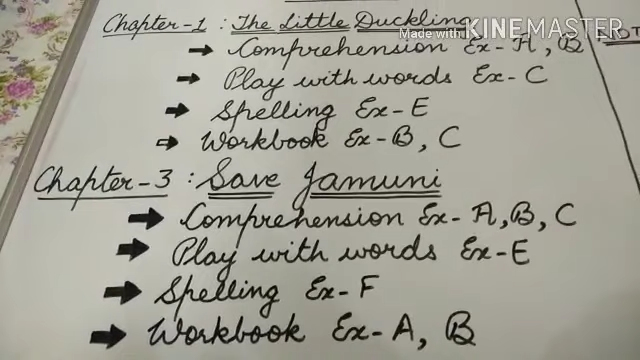 Chapter-1 : The Little Duckling
Made with KINEMASTER
→ Comprehension Ex-A, B
→ Play with words Ex-C
→ Spelling Ex-E
⇨ Workbook Ex-B, C
Chapter-3 : Save Jamuni
→ Comprehension Ex-A, B, C
→ Play with words Ex-E
→ Spelling Ex-F
→ Workbook Ex-A, B